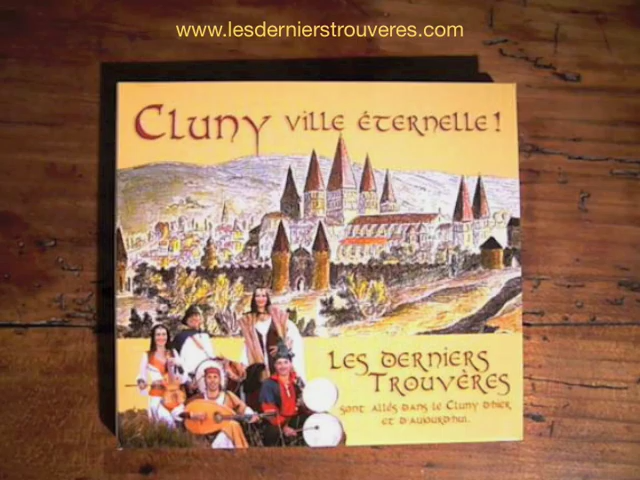 www.lesdernierstrouveres.com
Cluny ville éternelle!
Les derniers
Trouvères
sont allés dans le Cluny d'hier
et d'aujourd'hui.